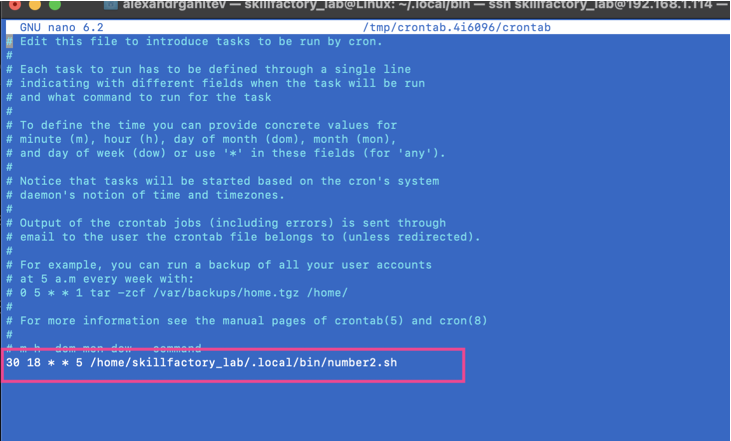 alexandrganitev — skillfactory_lab@Linux: ~/.local/bin — ssh skillfactory_lab@192.168.1.114 —
GNU nano 6.2 /tmp/crontab.4i6096/crontab
# Edit this file to introduce tasks to be run by cron.
#
# Each task to run has to be defined through a single line
# indicating with different fields when the task will be run
# and what command to run for the task
#
# To define the time you can provide concrete values for
# minute (m), hour (h), day of month (dom), month (mon),
# and day of week (dow) or use '*' in these fields (for 'any').
#
# Notice that tasks will be started based on the cron's system
# daemon's notion of time and timezones.
#
# Output of the crontab jobs (including errors) is sent through
# email to the user the crontab file belongs to (unless redirected).
#
# For example, you can run a backup of all your user accounts
# at 5 a.m every week with:
# 0 5 * * 1 tar -zcf /var/backups/home.tgz /home/
#
# For more information see the manual pages of crontab(5) and cron(8)
#
# m h  dom mon dow   command
30 18 * * 5 /home/skillfactory_lab/.local/bin/number2.sh